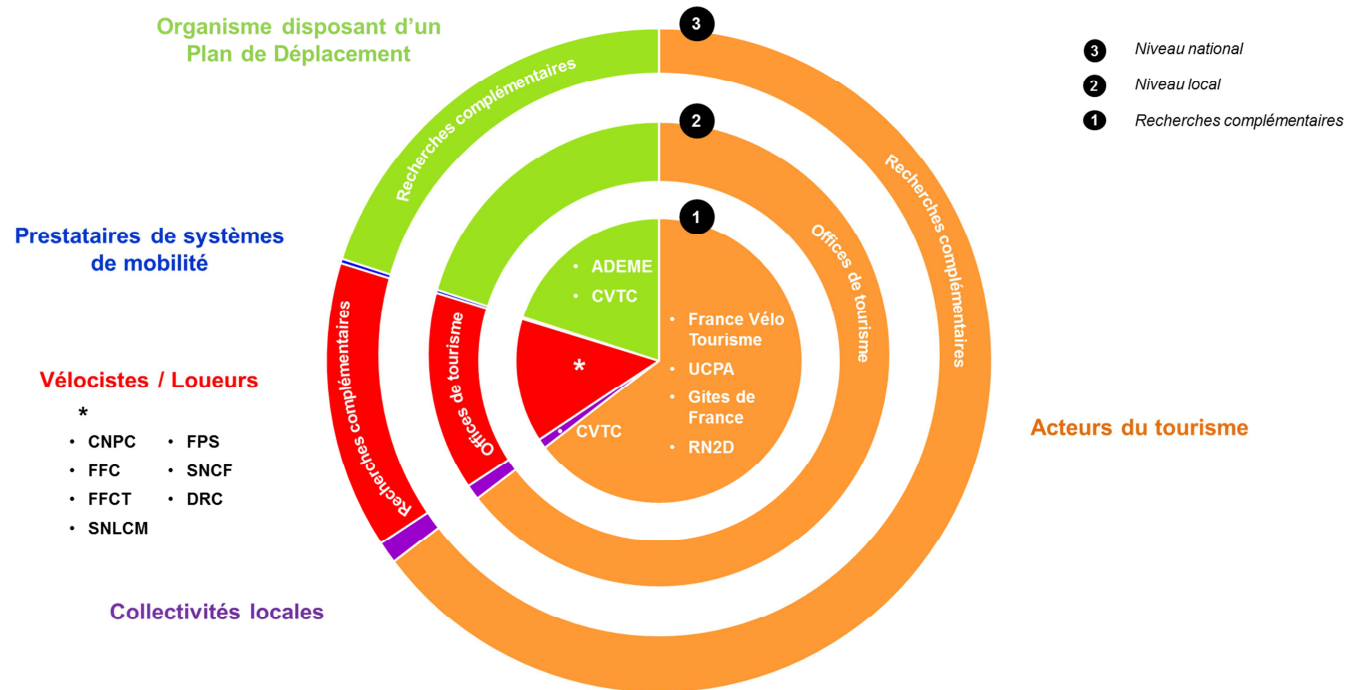 Organisme disposant d'un
Plan de Déplacement
3
3
Niveau national
2
Niveau local
1
Recherches complémentaires
Recherches complémentaires
2
Recherches complémentaires
Offices de tourisme
1
Prestataires de systèmes
de mobilité
• ADEME
• CVTC
• France Vélo
Tourisme
• UCPA
• Gites de
France
• RN2D
Recherches complémentaires
Offices de tourisme
*
• CVTC
Vélocistes / Loueurs
*
• CNPC
• FPS
• FFC
• SNCF
• FFCT
• DRC
• SNLCM
Acteurs du tourisme
Collectivités locales